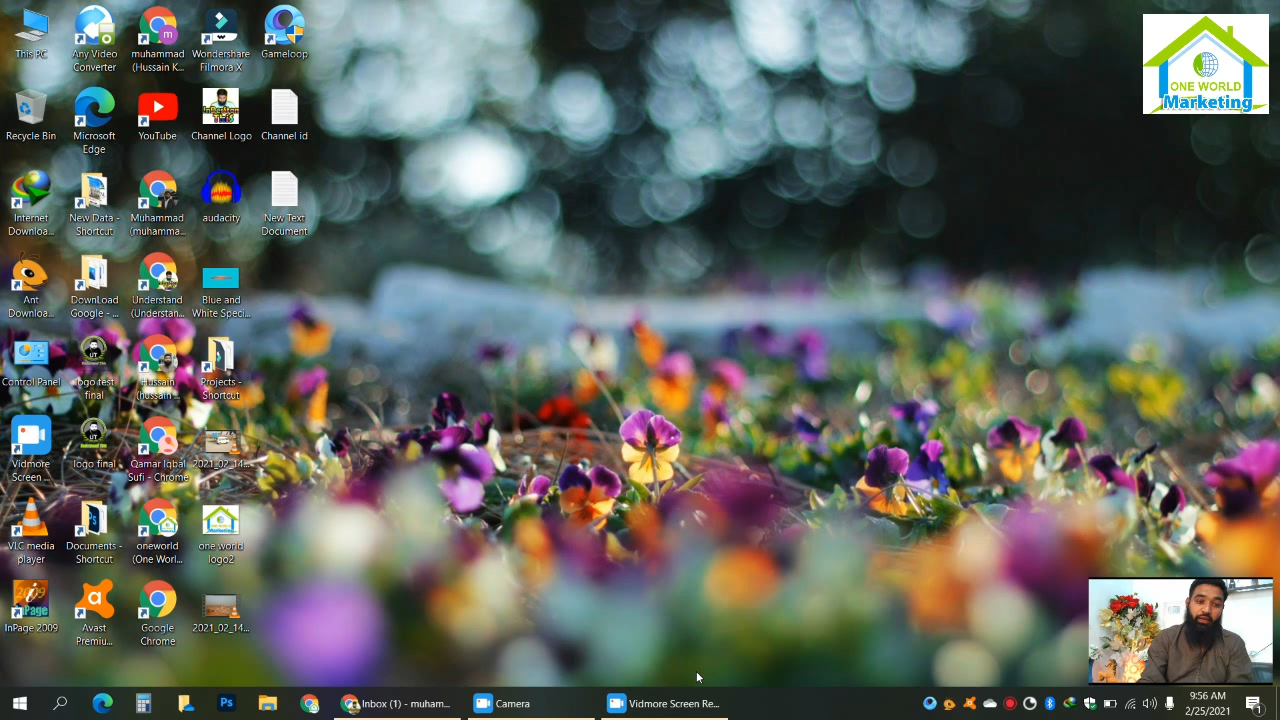 This PC
Any Video
Converter
muhammad
(Hussain K...
Wondershare
Filmora X
Gameloop
Recycle Bin
Microsoft
Edge
YouTube
Channel Logo
Channel id
Internet
Downloa...
New Data -
Shortcut
Muhammad
(muhamma...
audacity
New Text
Document
Ant
Downloa...
DownLoad
Google - ...
Understand
(Understan...
Blue and
White Speci...
Control Panel
logo test
final
Hussain
(hussain ...
Projects -
Shortcut
Vidmore
Screen ...
logo final
Qamar Iqbal
Sufi - Chrome
2021_02_14...
VLC media
player
Documents -
Shortcut
oneworld
(One Worl...
one world
logo2
InPage 2009
Avast
Premiu...
Google
Chrome
2021_02_14...
ONE WORLD
Marketing
Inbox (1) - muham...
Camera
Vidmore Screen Re...
9:56 AM
2/25/2021